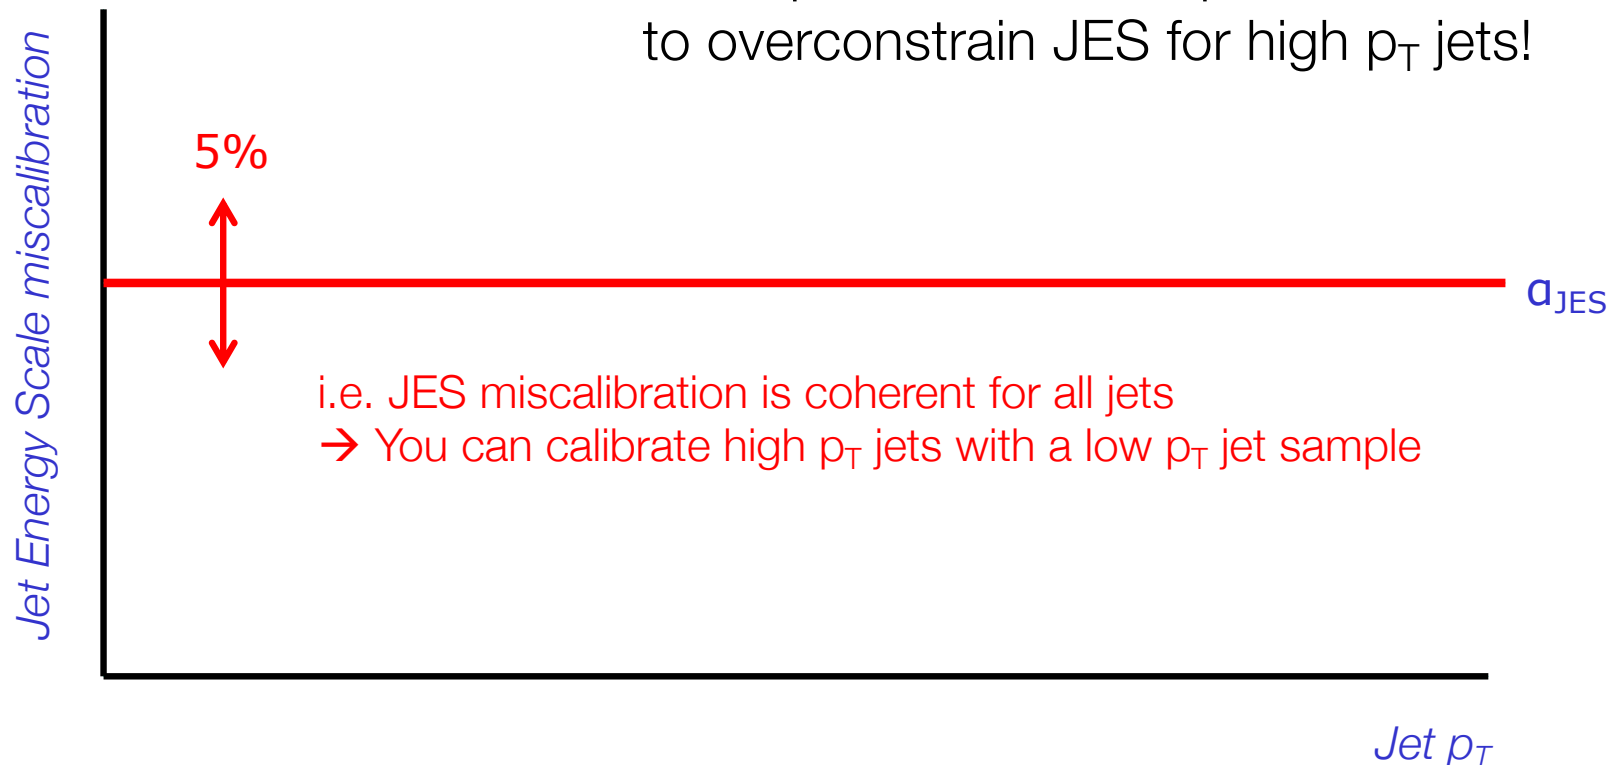 to overconstrain JES for high pT jets!
Jet Energy Scale miscalibration
5%
αJES
i.e. JES miscalibration is coherent for all jets
→ You can calibrate high pT jets with a low pT jet sample
Jet pT